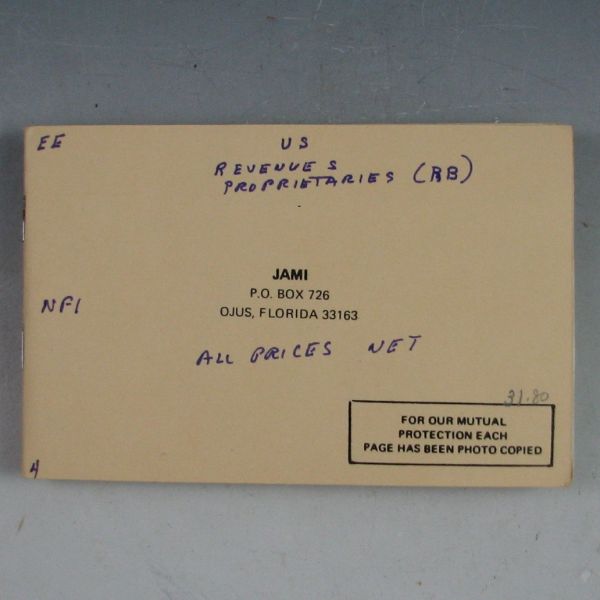 EE
US
REVENUES
PROPRIETARIES (RB)
JAMI
P.O. BOX 726
OJUS, FLORIDA 33163
NFI
ALL PRICES NET
31.80
FOR OUR MUTUAL
PROTECTION EACH
PAGE HAS BEEN PHOTO COPIED
4